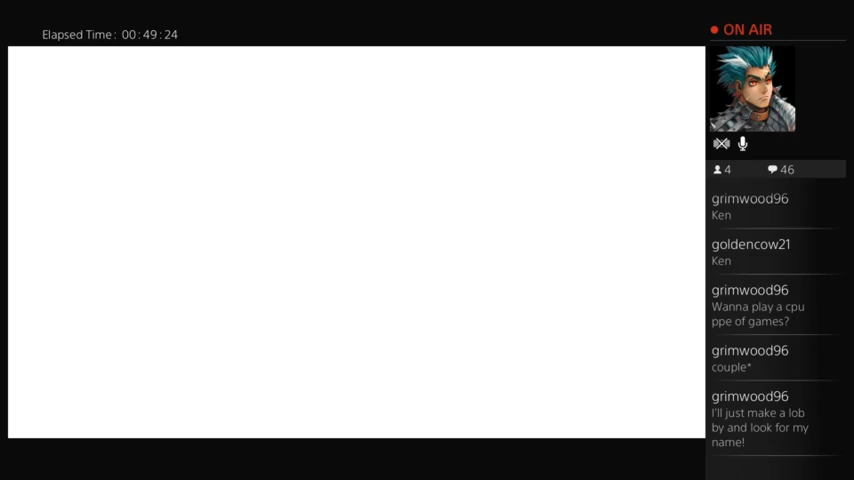 Elapsed Time: 00:49:24
ON AIR
4 46
grimwood96
Ken
goldencow21
Ken
grimwood96
Wanna play a cpu
ppe of games?
grimwood96
couple*
grimwood96
I'll just make a lob
by and look for my
name!